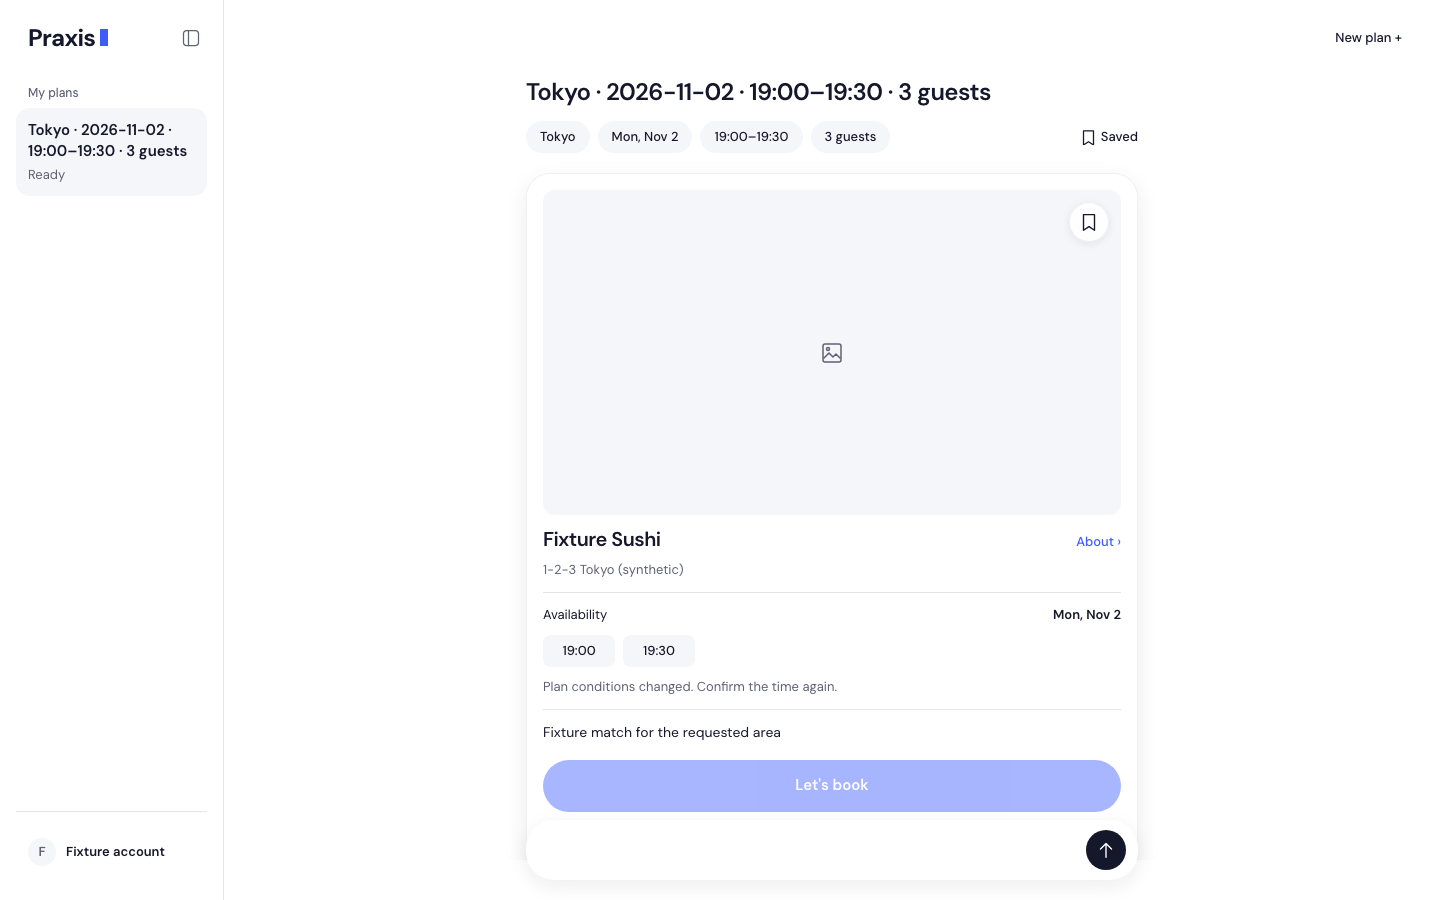 Praxis
New plan +
My plans
Tokyo · 2026-11-02 ·
19:00–19:30 · 3 guests
Ready
Tokyo · 2026-11-02 · 19:00–19:30 · 3 guests
Tokyo
Mon, Nov 2
19:00–19:30
3 guests
Saved
Fixture Sushi
About ›
1-2-3 Tokyo (synthetic)
Availability
Mon, Nov 2
19:00
19:30
Plan conditions changed. Confirm the time again.
Fixture match for the requested area
Let's book
F
Fixture account